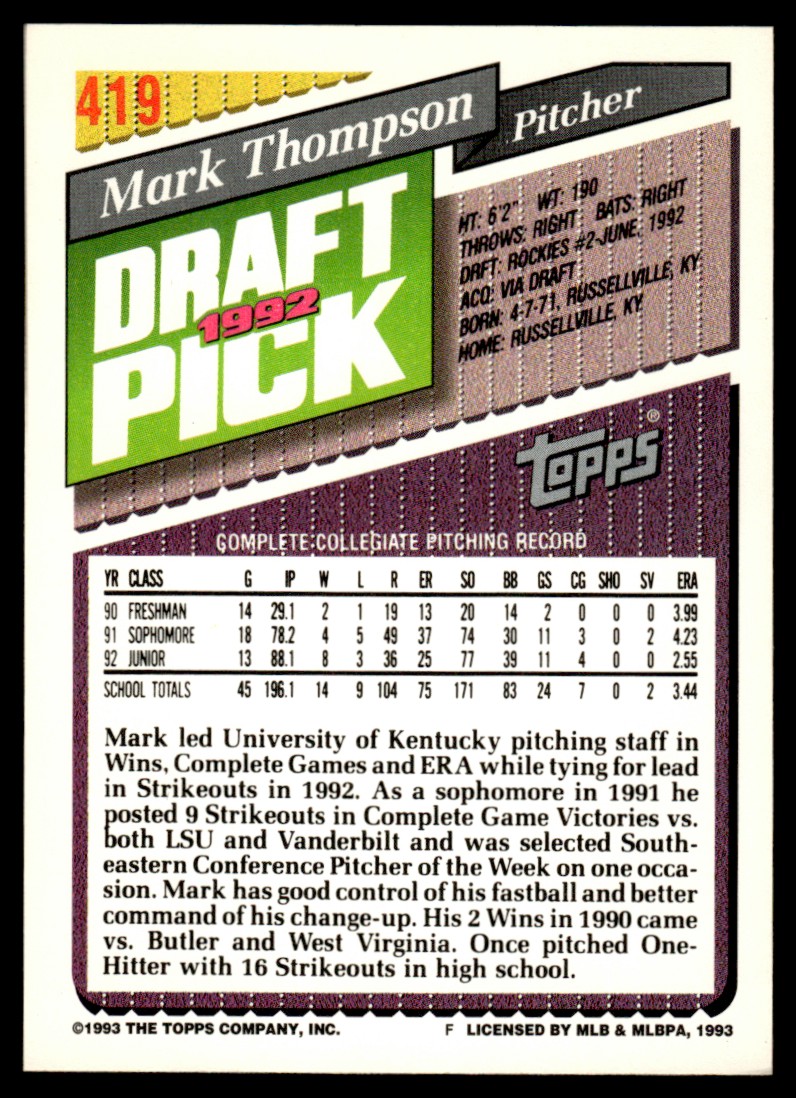 419
Mark Thompson
Pitcher
DRAFT
1992
PICK
HT: 6'2" WT: 190
THROWS: RIGHT BATS: RIGHT
DRFT: ROCKIES #2-JUNE, 1992
ACQ: VIA DRAFT
BORN: 4-7-71, RUSSELLVILLE, KY
HOME: RUSSELLVILLE, KY
Topps®
COMPLETE COLLEGIATE PITCHING RECORD
YR CLASS G IP W L R ER SO BB GS CG SHO SV ERA
90 FRESHMAN 14 29.1 2 1 19 13 20 14 2 0 0 0 3.99
91 SOPHOMORE 18 78.2 4 5 49 37 74 30 11 3 0 2 4.23
92 JUNIOR 13 88.1 8 3 36 25 77 39 11 4 0 0 2.55
SCHOOL TOTALS 45 196.1 14 9 104 75 171 83 24 7 0 2 3.44
Mark led University of Kentucky pitching staff in
Wins, Complete Games and ERA while tying for lead
in Strikeouts in 1992. As a sophomore in 1991 he
posted 9 Strikeouts in Complete Game Victories vs.
both LSU and Vanderbilt and was selected South-
eastern Conference Pitcher of the Week on one occa-
sion. Mark has good control of his fastball and better
command of his change-up. His 2 Wins in 1990 came
vs. Butler and West Virginia. Once pitched One-
Hitter with 16 Strikeouts in high school.
©1993 THE TOPPS COMPANY, INC. F LICENSED BY MLB & MLBPA, 1993